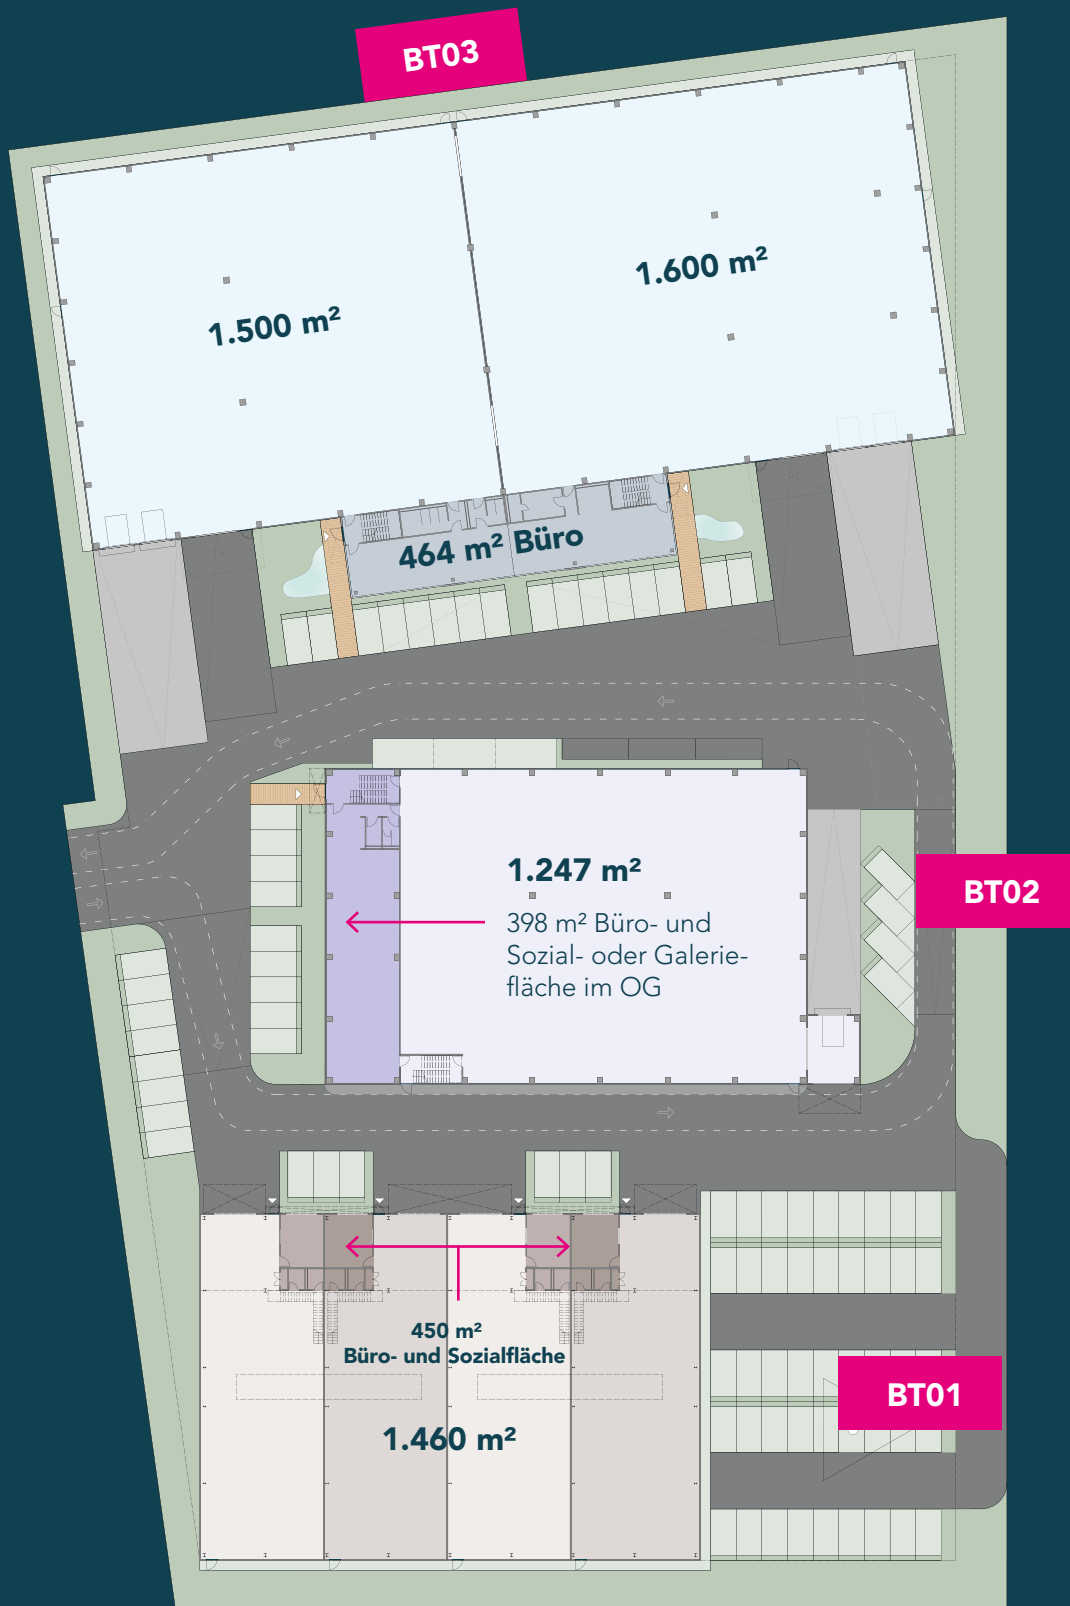 BT03
1.500 m²
1.600 m²
464 m² Büro
1.247 m²
398 m² Büro- und
Sozial- oder Galerie-
fläche im OG
BT02
450 m²
Büro- und Sozialfläche
1.460 m²
BT01